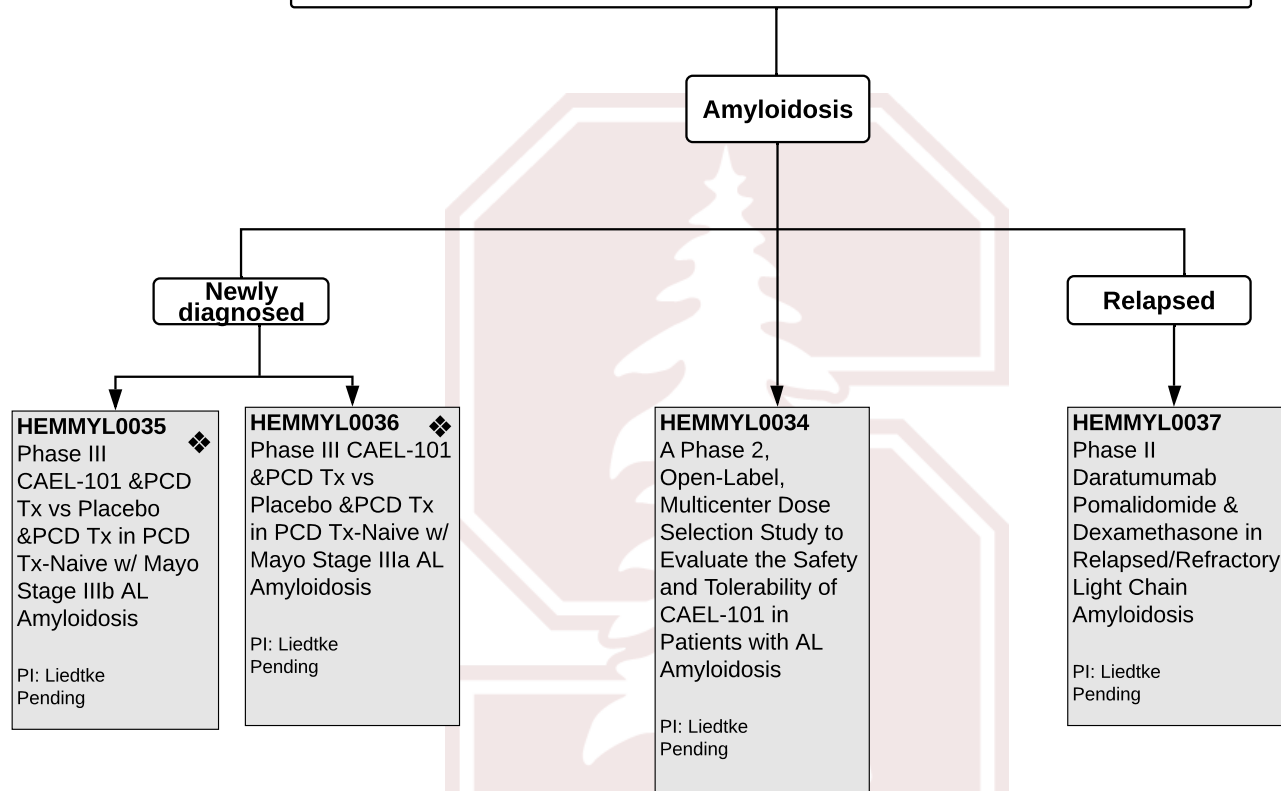 Amyloidosis
Newly
diagnosed
Relapsed
HEMMYL0035
Phase III
CAEL-101 &PCD
Tx vs Placebo
&PCD Tx in PCD
Tx-Naive w/ Mayo
Stage IIIb AL
Amyloidosis
PI: Liedtke
Pending
HEMMYL0036
Phase III CAEL-101
&PCD Tx vs
Placebo &PCD Tx
in PCD Tx-Naive w/
Mayo Stage IIIa AL
Amyloidosis
PI: Liedtke
Pending
HEMMYL0034
A Phase 2,
Open-Label,
Multicenter Dose
Selection Study to
Evaluate the Safety
and Tolerability of
CAEL-101 in
Patients with AL
Amyloidosis
PI: Liedtke
Pending
HEMMYL0037
Phase II
Daratumumab
Pomalidomide &
Dexamethasone in
Relapsed/Refractory
Light Chain
Amyloidosis
PI: Liedtke
Pending